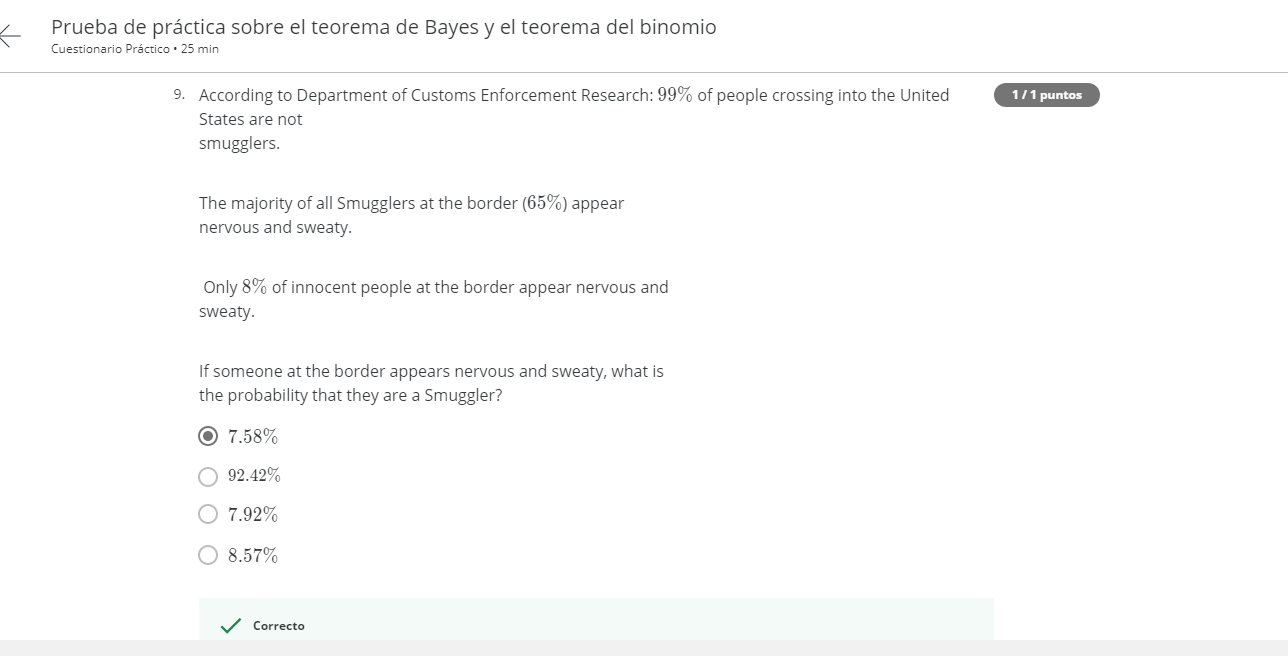 Prueba de práctica sobre el teorema de Bayes y el teorema del binomio
Cuestionario Práctico • 25 min
9. According to Department of Customs Enforcement Research: 99% of people crossing into the United
1 / 1 puntos
States are not
smugglers.
The majority of all Smugglers at the border (65%) appear
nervous and sweaty.
Only 8% of innocent people at the border appear nervous and
sweaty.
If someone at the border appears nervous and sweaty, what is
the probability that they are a Smuggler?
7.58%
92.42%
7.92%
8.57%
Correcto